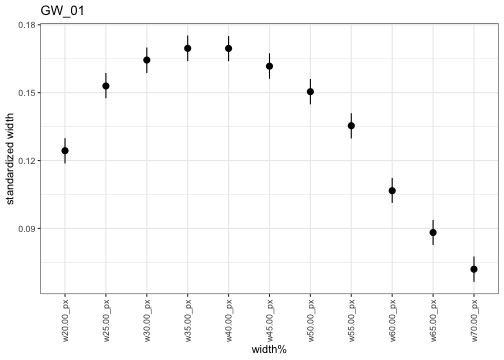 GW_01
standardized width
0.18
0.15
0.12
0.09
w20.00_px
w25.00_px
w30.00_px
w35.00_px
w40.00_px
w45.00_px
w50.00_px
w55.00_px
w60.00_px
w65.00_px
w70.00_px
width%